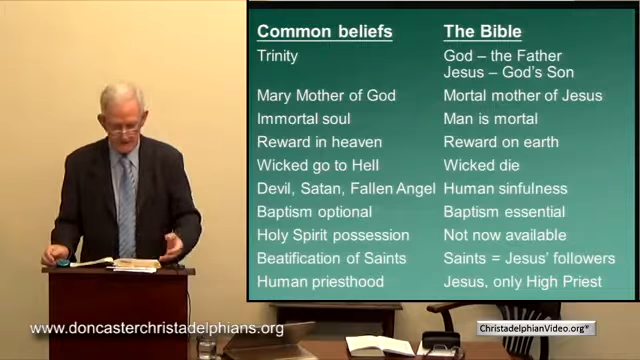 Common beliefs The Bible
Trinity God – the Father
Jesus – God's Son
Mary Mother of God Mortal mother of Jesus
Immortal soul Man is mortal
Reward in heaven Reward on earth
Wicked go to Hell Wicked die
Devil, Satan, Fallen Angel Human sinfulness
Baptism optional Baptism essential
Holy Spirit possession Not now available
Beatification of Saints Saints = Jesus' followers
Human priesthood Jesus, only High Priest
www.doncasterchristadelphians.org
ChristadelphianVideo.org®